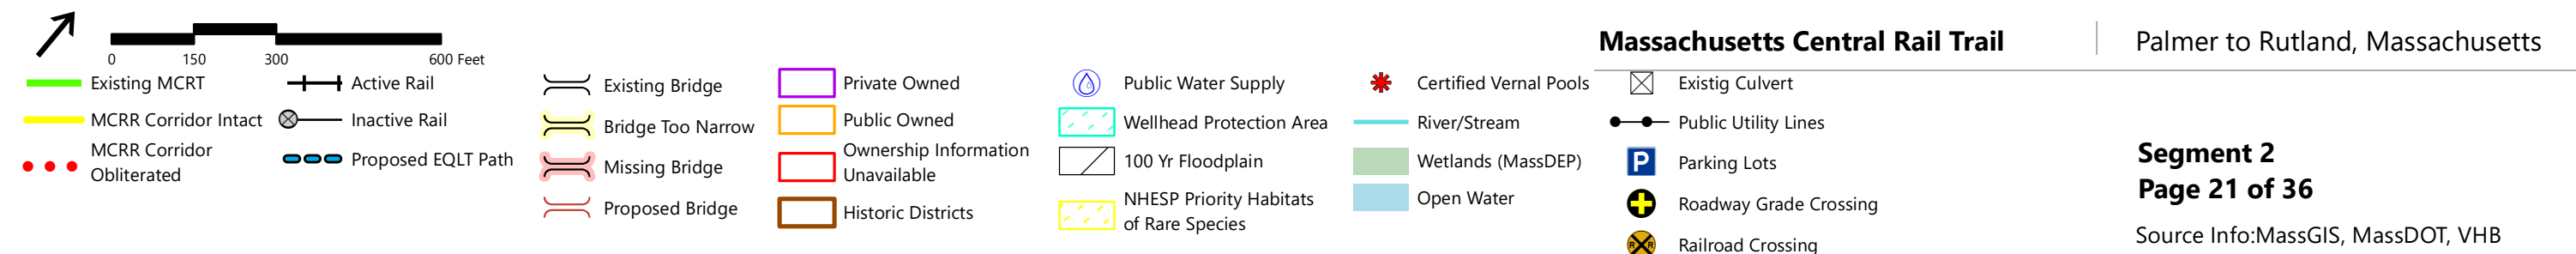 0 150 300 600 Feet
Existing MCRT
MCRR Corridor Intact
MCRR Corridor
Obliterated
Active Rail
Inactive Rail
Proposed EQLT Path
Existing Bridge
Bridge Too Narrow
Missing Bridge
Proposed Bridge
Private Owned
Public Owned
Ownership Information
Unavailable
Historic Districts
Public Water Supply
Wellhead Protection Area
100 Yr Floodplain
NHESP Priority Habitats
of Rare Species
Certified Vernal Pools
River/Stream
Wetlands (MassDEP)
Open Water
Massachusetts Central Rail Trail
Palmer to Rutland, Massachusetts
Existig Culvert
Public Utility Lines
P Parking Lots
Roadway Grade Crossing
R R Railroad Crossing
Segment 2
Page 21 of 36
Source Info:MassGIS, MassDOT, VHB